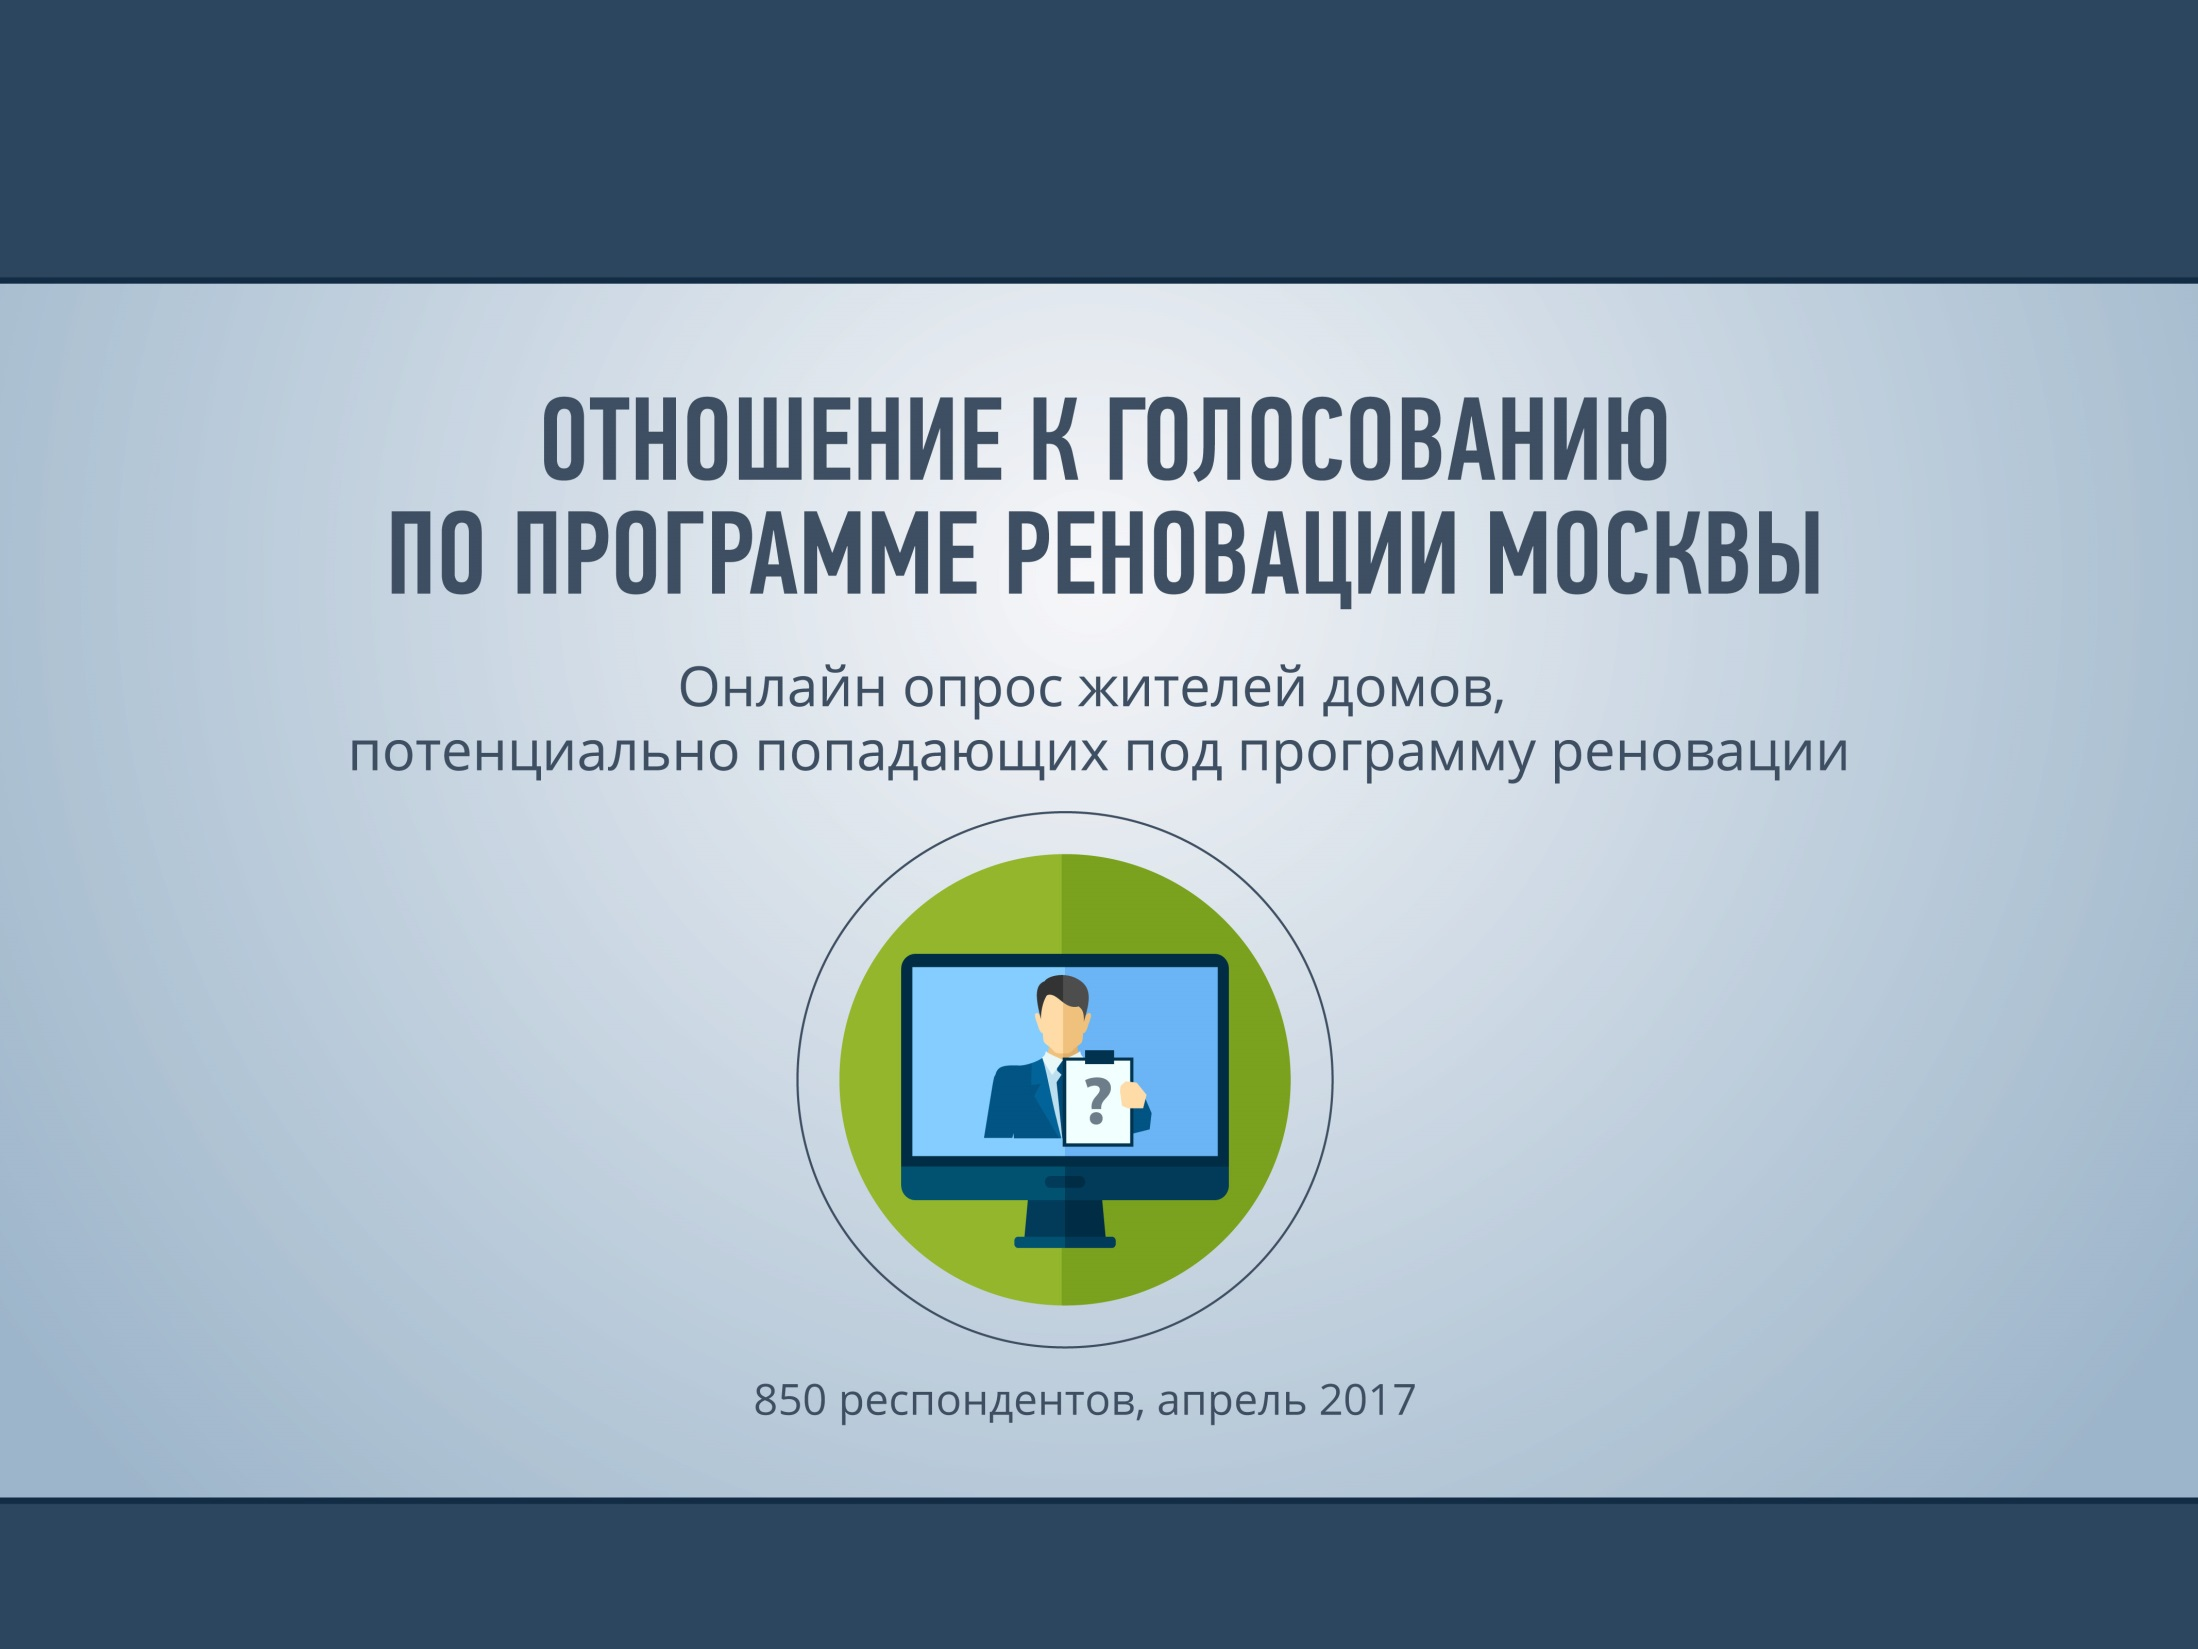 ОТНОШЕНИЕ К ГОЛОСОВАНИЮ
ПО ПРОГРАММЕ РЕНОВАЦИИ МОСКВЫ
Онлайн опрос жителей домов,
потенциально попадающих под программу реновации
?
850 респондентов, апрель 2017